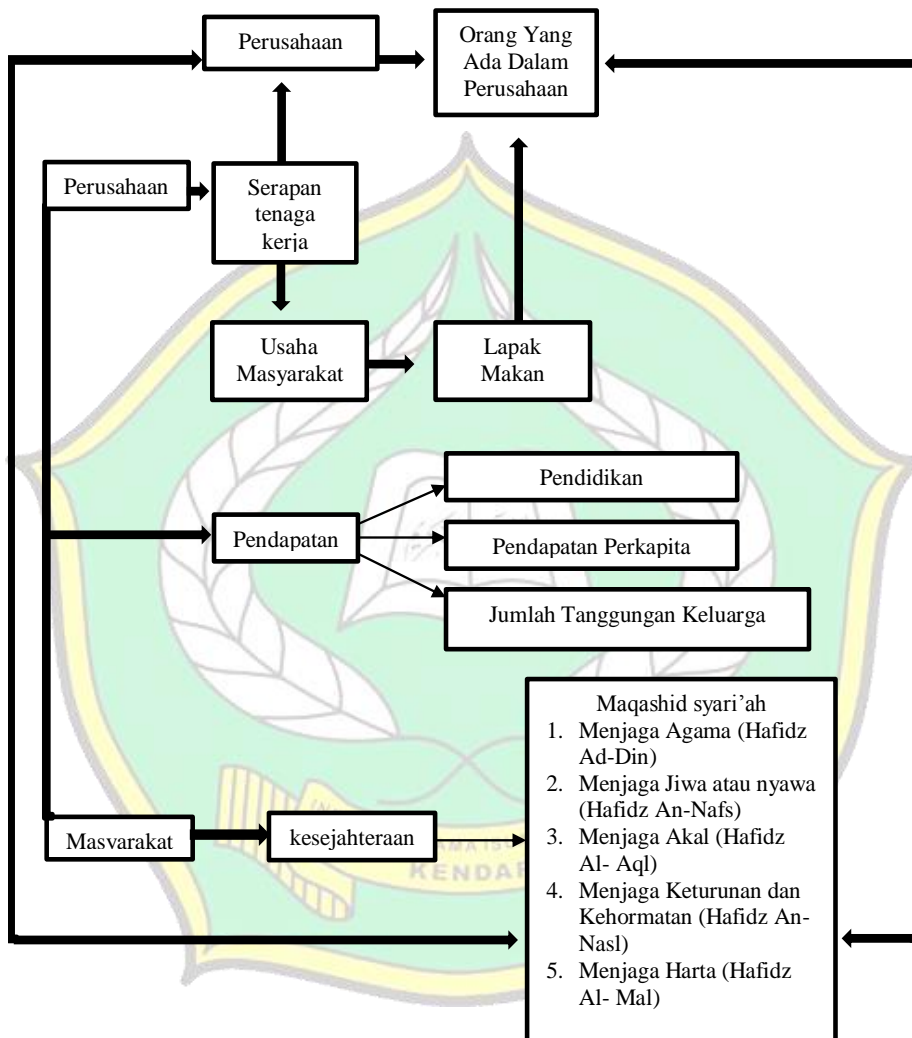 Perusahaan
Orang Yang
Ada Dalam
Perusahaan
Perusahaan
Serapan
tenaga
kerja
Usaha
Masyarakat
Lapak
Makan
Pendidikan
Pendapatan
Pendapatan Perkapita
Jumlah Tanggungan Keluarga
Maqashid syari’ah
1. Menjaga Agama (Hafidz
Ad-Din)
2. Menjaga Jiwa atau nyawa
(Hafidz An-Nafs)
3. Menjaga Akal (Hafidz
Al- Aql)
4. Menjaga Keturunan dan
Kehormatan (Hafidz An-
Nasl)
5. Menjaga Harta (Hafidz
Al- Mal)
Masyarakat
kesejahteraan